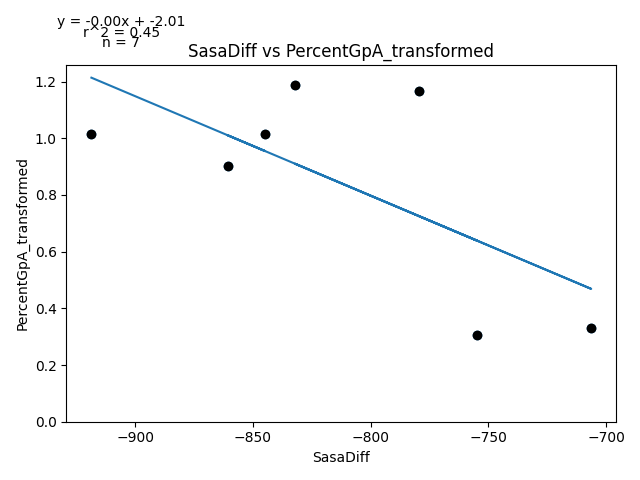 y = -0.00x + -2.01
r^2 = 0.45
n = 7
SasaDiff vs PercentGpA_transformed
PercentGpA_transformed
1.2
1.0
0.8
0.6
0.4
0.2
0.0
−900
−850
−800
−750
−700
SasaDiff